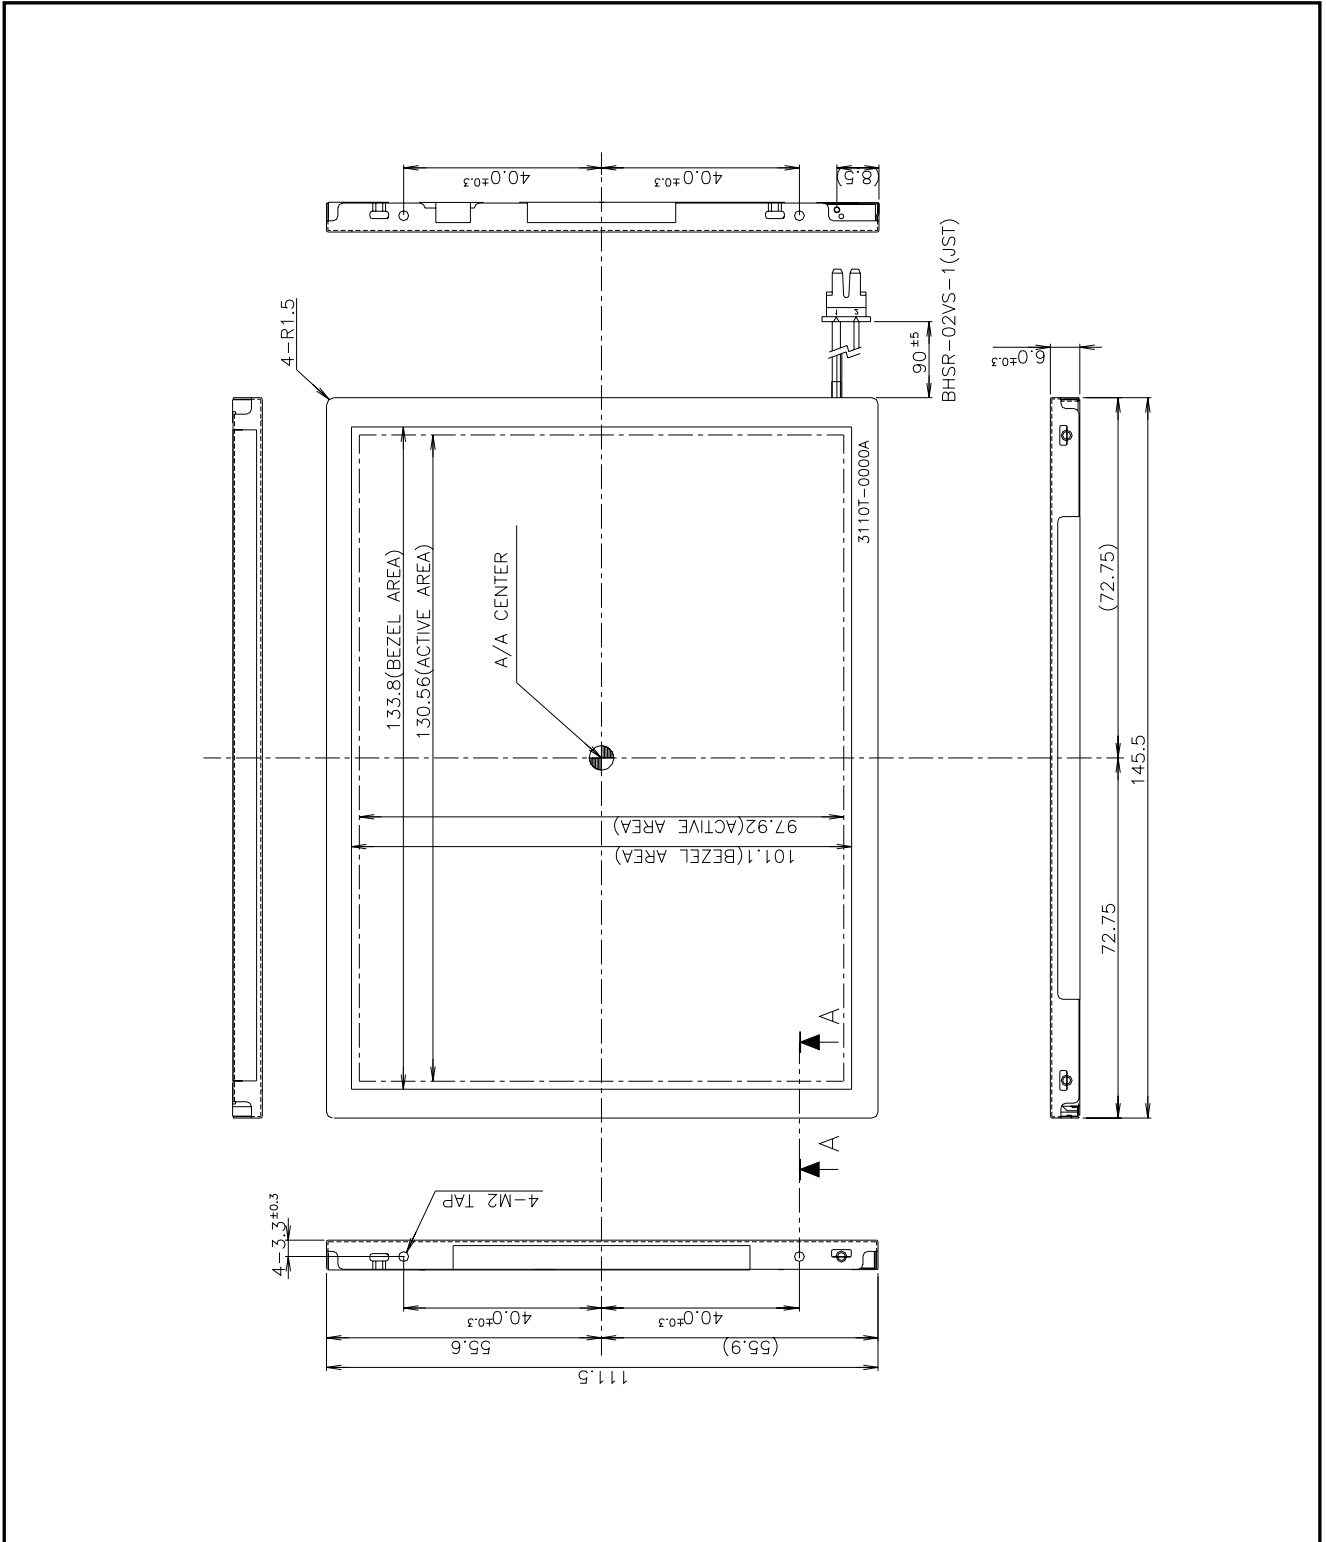 40.0±0.3
40.0±0.3
(8.5)
BHSR-02VS-1(JST)
1
2
90±5
4-R1.5
6.0±0.3
3110T-0000A
133.8(BEZEL AREA)
130.56(ACTIVE AREA)
A/A CENTER
(72.75)
145.5
97.92(ACTIVE AREA)
101.1(BEZEL AREA)
72.75
A
A
4-M2 TAP
4-3.3±0.3
40.0±0.3
40.0±0.3
55.6
(55.9)
111.5